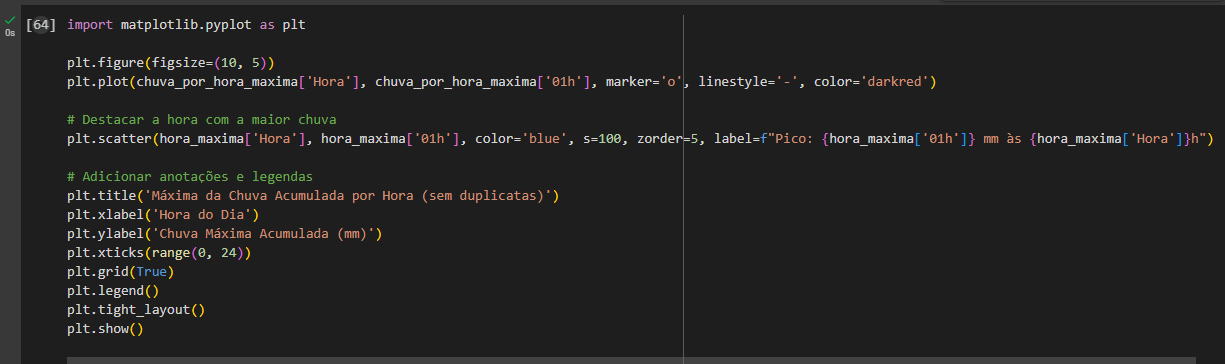 [64] import matplotlib.pyplot as plt
0s
plt.figure(figsize=(10, 5))
plt.plot(chuva_por_hora_maxima['Hora'], chuva_por_hora_maxima['01h'], marker='o', linestyle='-', color='darkred')
# Destacar a hora com a maior chuva
plt.scatter(hora_maxima['Hora'], hora_maxima['01h'], color='blue', s=100, zorder=5, label=f"Pico: {hora_maxima['01h']} mm às {hora_maxima['Hora']}h")
# Adicionar anotações e legendas
plt.title('Máxima da Chuva Acumulada por Hora (sem duplicatas)')
plt.xlabel('Hora do Dia')
plt.ylabel('Chuva Máxima Acumulada (mm)')
plt.xticks(range(0, 24))
plt.grid(True)
plt.legend()
plt.tight_layout()
plt.show()